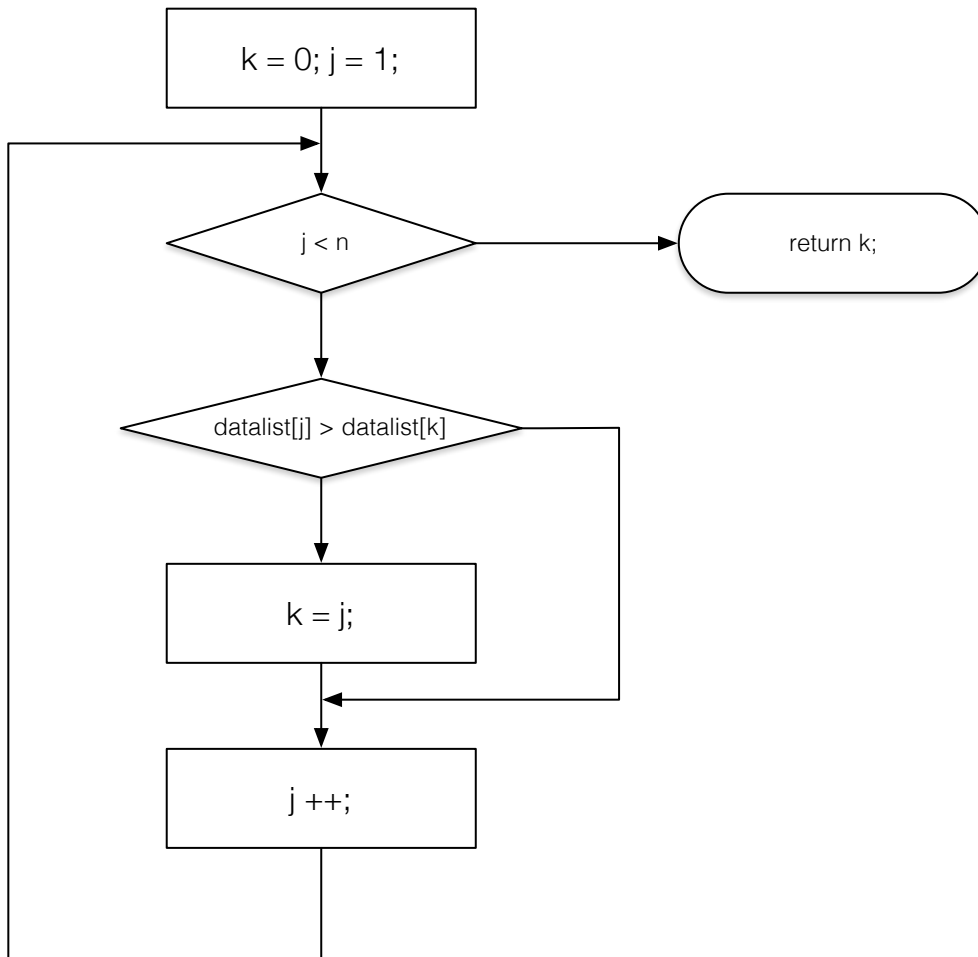 k = 0; j = 1;
j < n
return k;
datalist[j] > datalist[k]
k = j;
j ++;